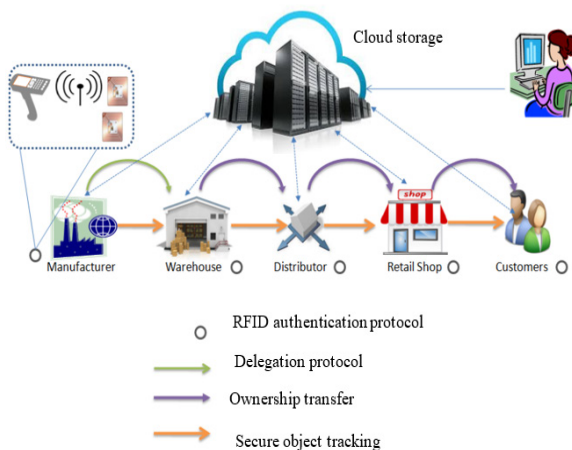 Cloud storage
shop
Manufacturer
Warehouse
Distributor
Retail Shop
Customers
RFID authentication protocol
Delegation protocol
Ownership transfer
Secure object tracking